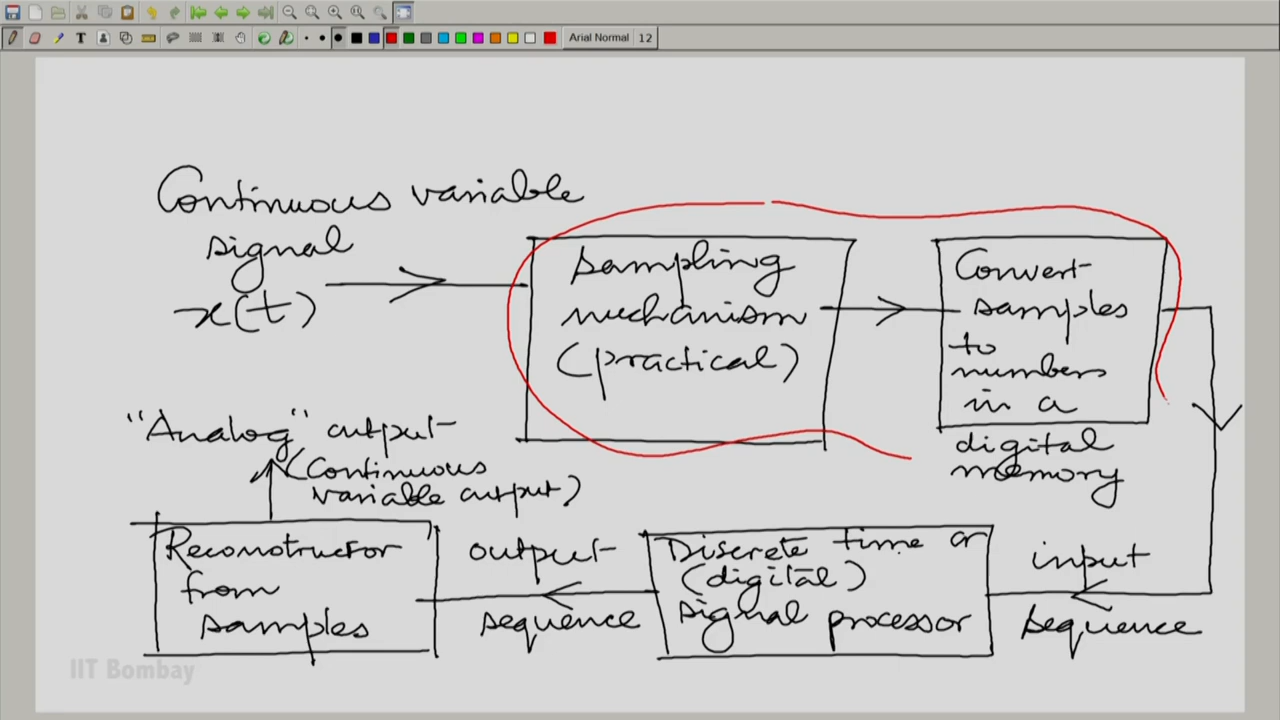 Arial Normal 12
Continuous variable
signal
x(t)
Sampling
mechanism
(practical)
Convert
samples
to
numbers
in a
digital
memory
"Analog" output
(Continuous
variable output)
Reconstructor
from
samples
output
sequence
Discrete time or
(digital)
signal processor
input
sequence
IIT Bombay